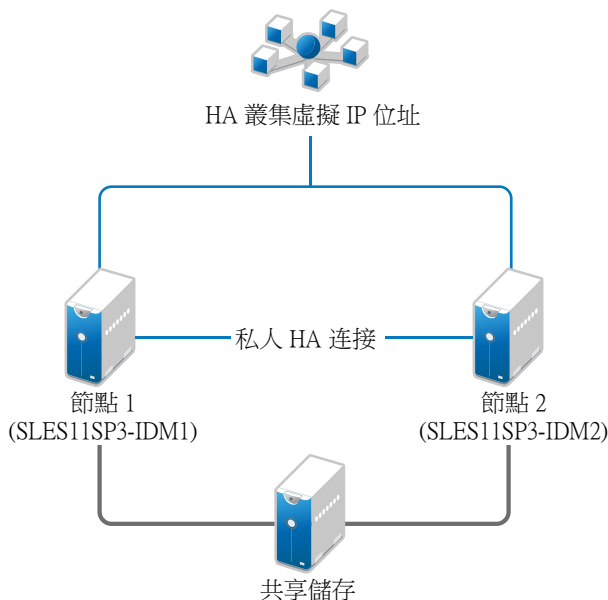 HA 叢集虛擬 IP 位址
私人 HA 连接
節點 1
(SLES11SP3-IDM1)
節點 2
(SLES11SP3-IDM2)
共享儲存